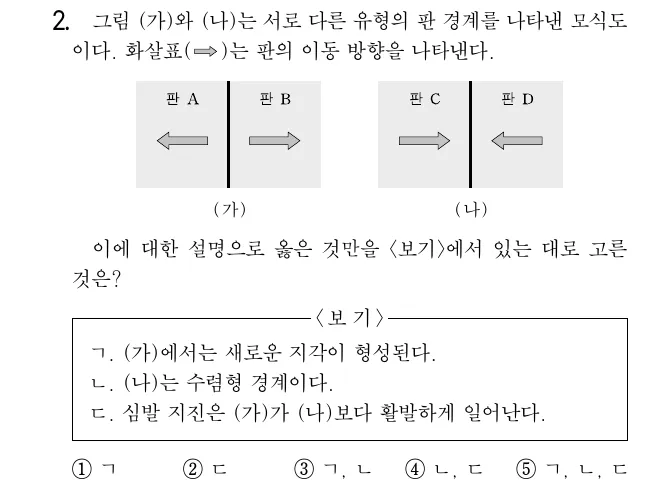 2. 그림 (가)와 (나)는 서로 다른 유형의 판 경계를 나타낸 모식도
이다. 화살표(⇨)는 판의 이동 방향을 나타낸다.
판 A 판 B 판 C 판 D
(가) (나)
이에 대한 설명으로 옳은 것만을 〈보기〉에서 있는 대로 고른
것은?
〈보 기〉
ㄱ. (가)에서는 새로운 지각이 형성된다.
ㄴ. (나)는 수렴형 경계이다.
ㄷ. 심발 지진은 (가)가 (나)보다 활발하게 일어난다.
① ㄱ ② ㄷ ③ ㄱ, ㄴ ④ ㄴ, ㄷ ⑤ ㄱ, ㄴ, ㄷ